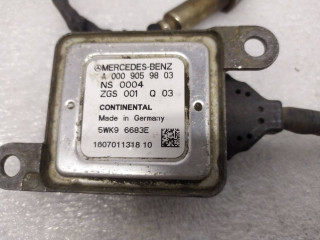 MERCEDES-BENZ
A 000 905 98 03
NS 0004
ZGS 001 Q 03
CONTINENTAL
Made in Germany
5WK9 6683E
1607011318 10